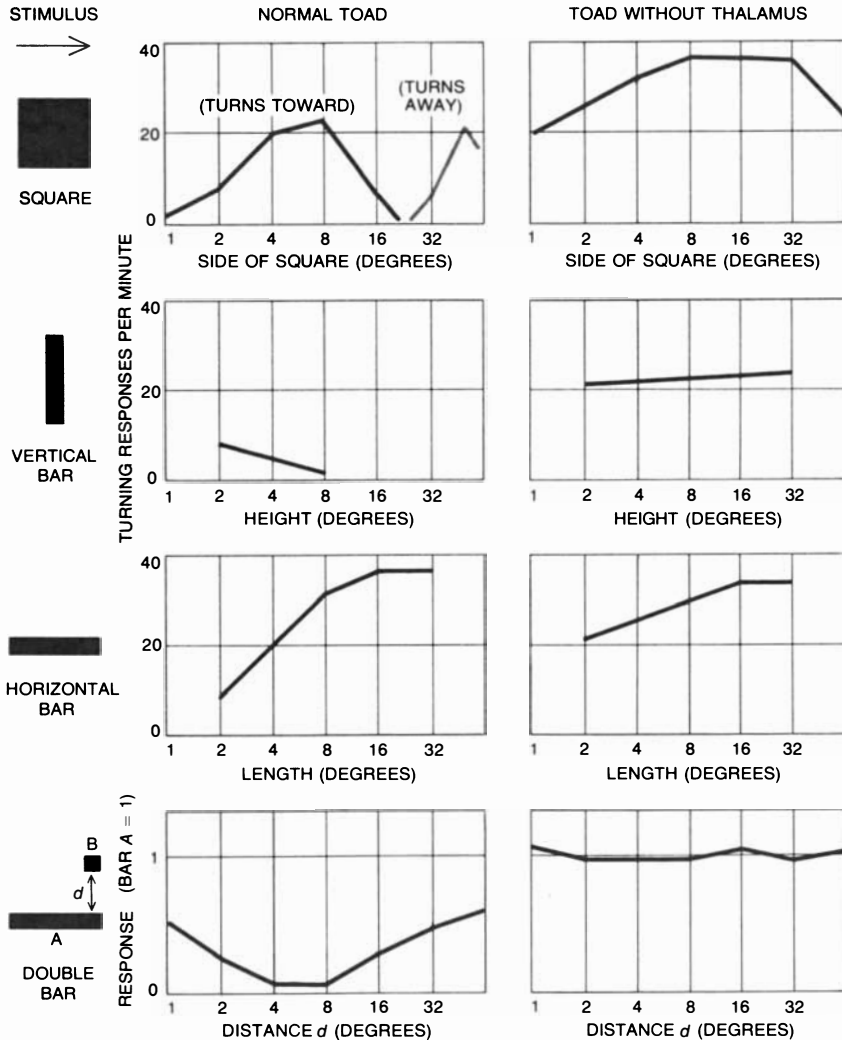 STIMULUS
NORMAL TOAD
TOAD WITHOUT THALAMUS
40
20
0
(TURNS TOWARD)
(TURNS
AWAY)
SQUARE
1 2 4 8 16 32
SIDE OF SQUARE (DEGREES)
1 2 4 8 16 32
SIDE OF SQUARE (DEGREES)
TURNING RESPONSES PER MINUTE
40
20
0
VERTICAL
BAR
1 2 4 8 16 32
HEIGHT (DEGREES)
1 2 4 8 16 32
HEIGHT (DEGREES)
40
20
0
HORIZONTAL
BAR
1 2 4 8 16 32
LENGTH (DEGREES)
1 2 4 8 16 32
LENGTH (DEGREES)
B
d
A
DOUBLE
BAR
RESPONSE (BAR A = 1)
1
0
1 2 4 8 16 32
DISTANCE d (DEGREES)
1 2 4 8 16 32
DISTANCE d (DEGREES)